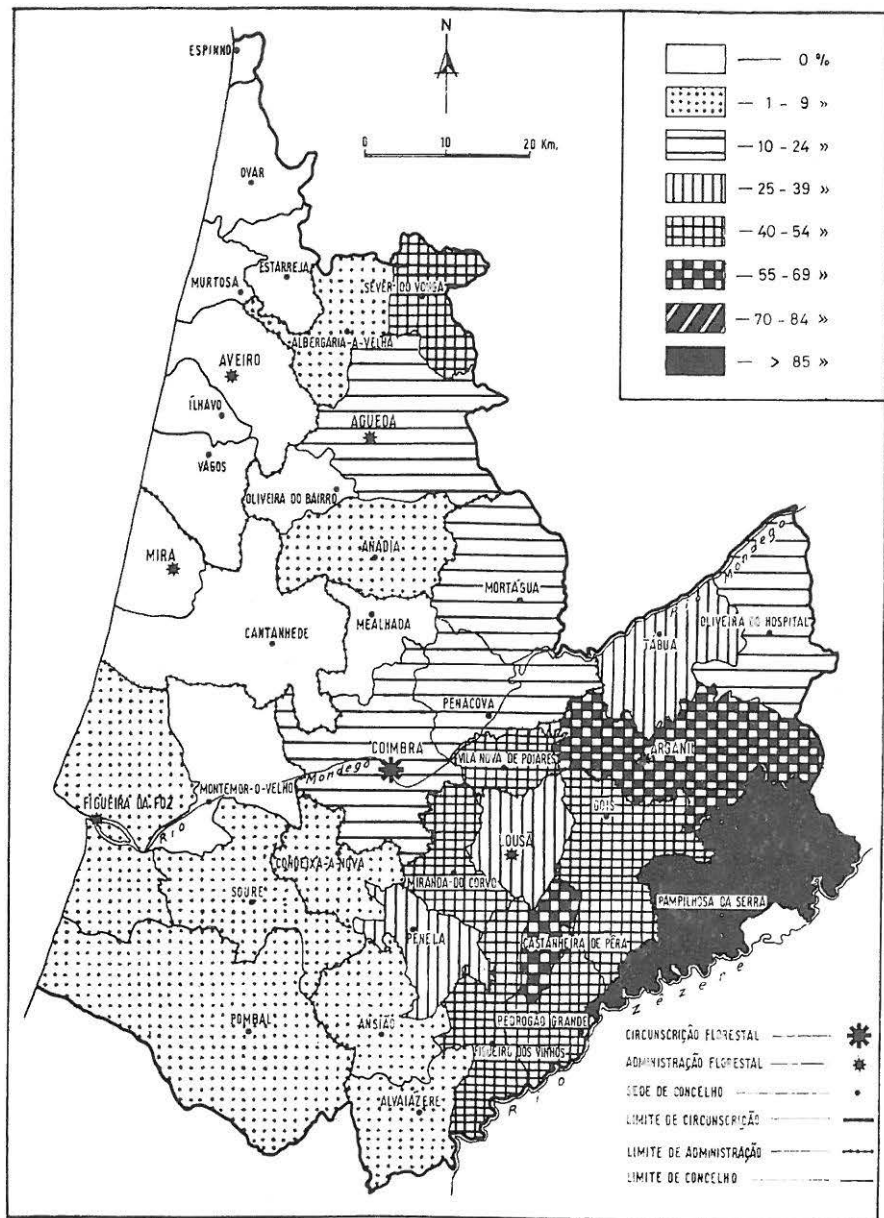 N
0 10 20 Km.
— 0 %
— 1 - 9 »
— 10 - 24 »
— 25 - 39 »
— 40 - 54 »
— 55 - 69 »
— 70 - 84 »
— > 85 »
ESPINHO
OVAR
ESTARREJA
MURTOSA
SEVER-DO VOUGA
ALBERGARIA-A-VELHA
AVEIRO
ÍLHAVO
ÁGUEDA
VAGOS
OLIVEIRA DO BAIRRO
ANADIA
MIRA
MORTÁGUA
Rio Mondego
OLIVEIRA DO HOSPITAL
TÁBUA
MEALHADA
CANTANHEDE
PENACOVA
COIMBRA
ARGANIL
VILA NOVA DE POIARES
Rio Mondego
MONTEMOR-O-VELHO
FIGUEIRA DA FOZ
GOIS
LOUSÃ
CONDEIXA-A-NOVA
MIRANDA-DO CORVO
SOURE
PAMPILHOSA DA SERRA
PENELA
CASTANHEIRA DE PÊRA
Rio Zêzere
POMBAL
ANSIÃO
PEDROGÃO GRANDE
FIGUEIRO DOS VINHOS
ALVAIÁZERE
CIRCUNSCRIÇÃO FLORESTAL
ADMINISTRAÇÃO FLORESTAL
SEDE DE CONCELHO
LIMITE DE CIRCUNSCRIÇÃO
LIMITE DE ADMINISTRAÇÃO
LIMITE DE CONCELHO